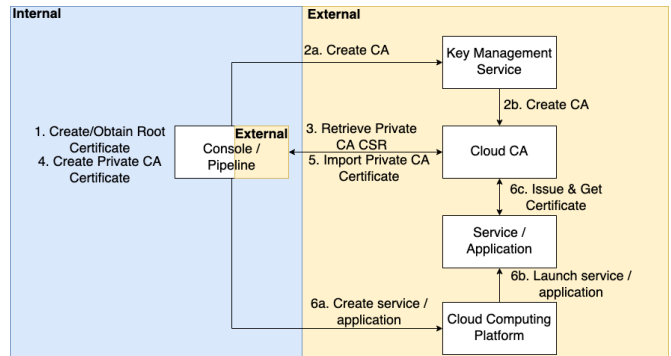 Internal
External
2a. Create CA
Key Management
Service
2b. Create CA
1. Create/Obtain Root
Certificate
4. Create Private CA
Certificate
External
Console /
Pipeline
3. Retrieve Private
CA CSR
5. Import Private CA
Certificate
Cloud CA
6c. Issue & Get
Certificate
Service /
Application
6b. Launch service /
application
6a. Create service /
application
Cloud Computing
Platform